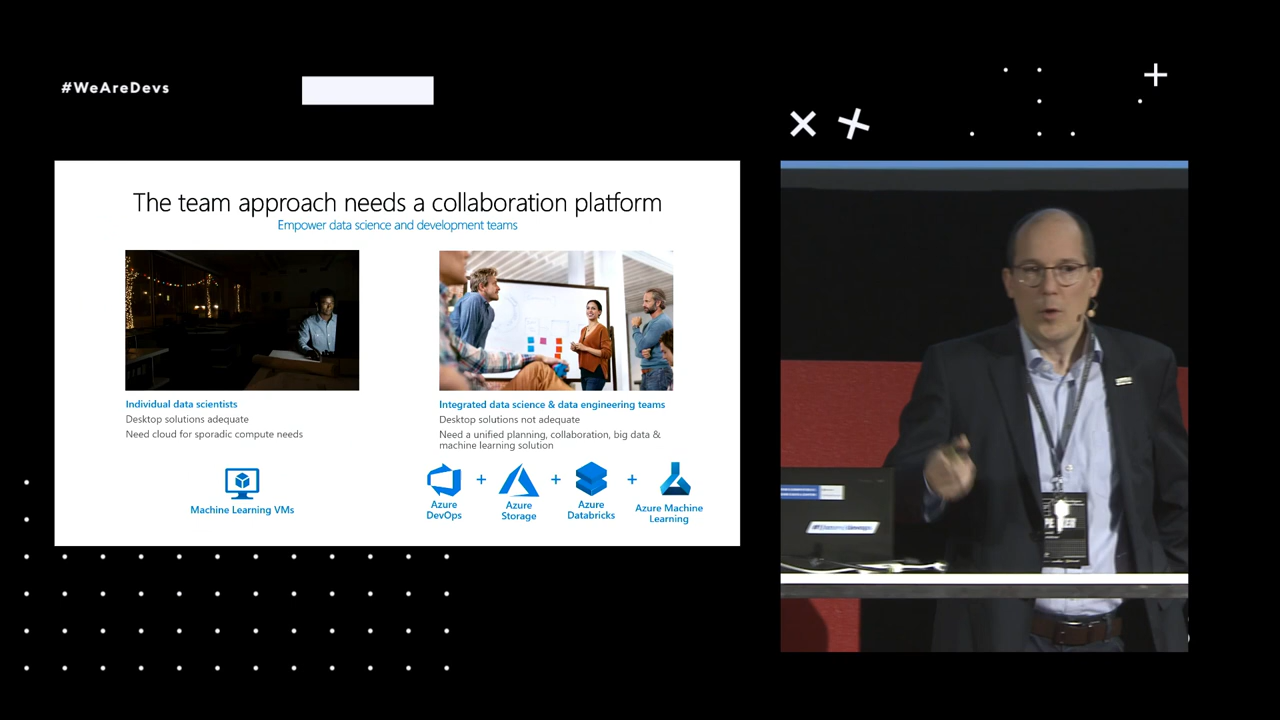 #WeAreDevs
The team approach needs a collaboration platform
Empower data science and development teams
Individual data scientists
Desktop solutions adequate
Need cloud for sporadic compute needs
Machine Learning VMs
Integrated data science & data engineering teams
Desktop solutions not adequate
Need a unified planning, collaboration, big data &
machine learning solution
Azure
DevOps
+
Azure
Storage
+
Azure
Databricks
+
Azure Machine
Learning